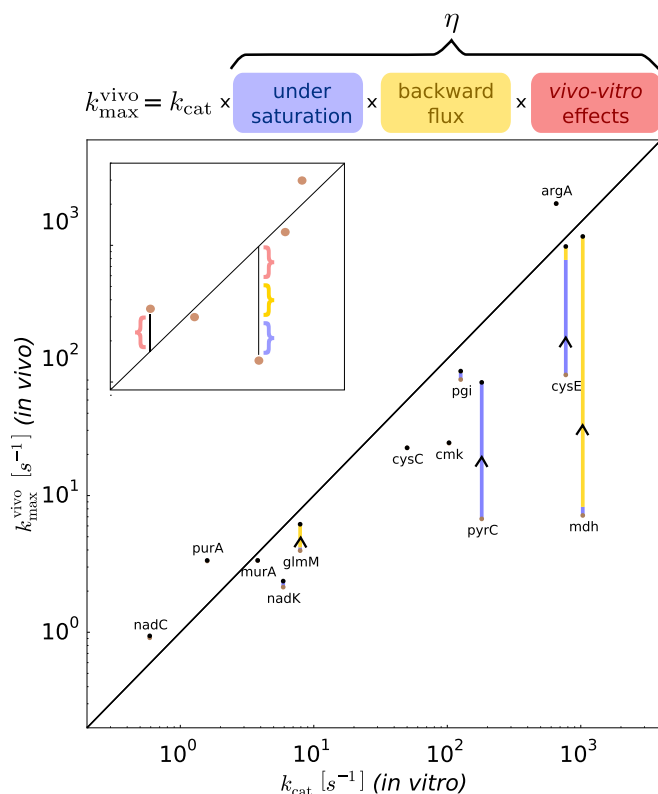 η
k_max^vivo = k_cat × under saturation × backward flux × vivo-vitro effects
k_max^vivo [s⁻¹] (in vivo)
10³
10²
10¹
10⁰
argA
pgi
cysE
cysC
cmk
pyrC
mdh
purA
murA
glmM
nadK
nadC
10⁰
10¹
10²
10³
k_cat [s⁻¹] (in vitro)